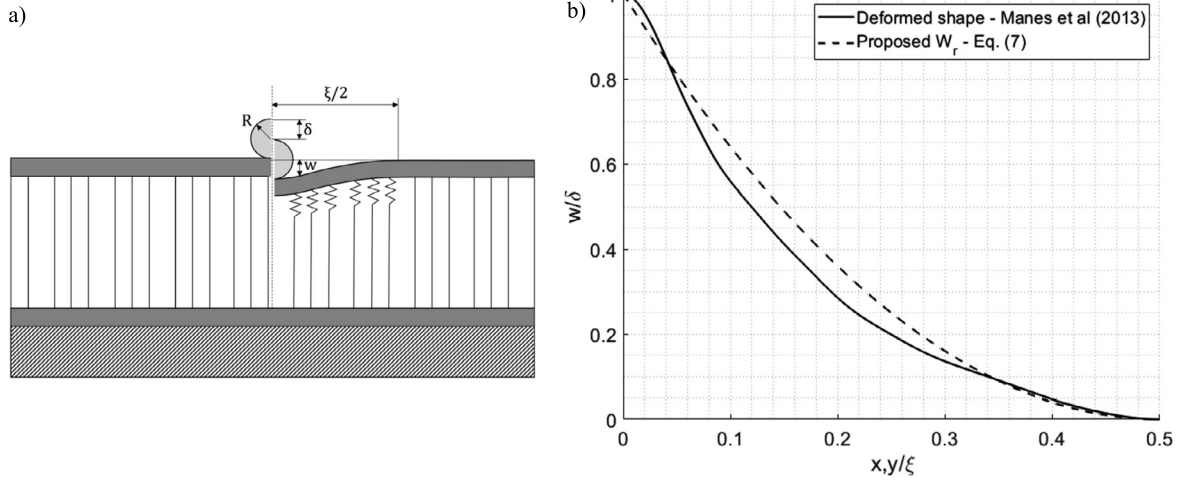 a)
ξ/2
R
δ
w
b)
Deformed shape - Manes et al (2013)
Proposed W_r - Eq. (7)
0.8
0.6
0.4
0.2
0
w/δ
0 0.1 0.2 0.3 0.4 0.5
x,y/ξ